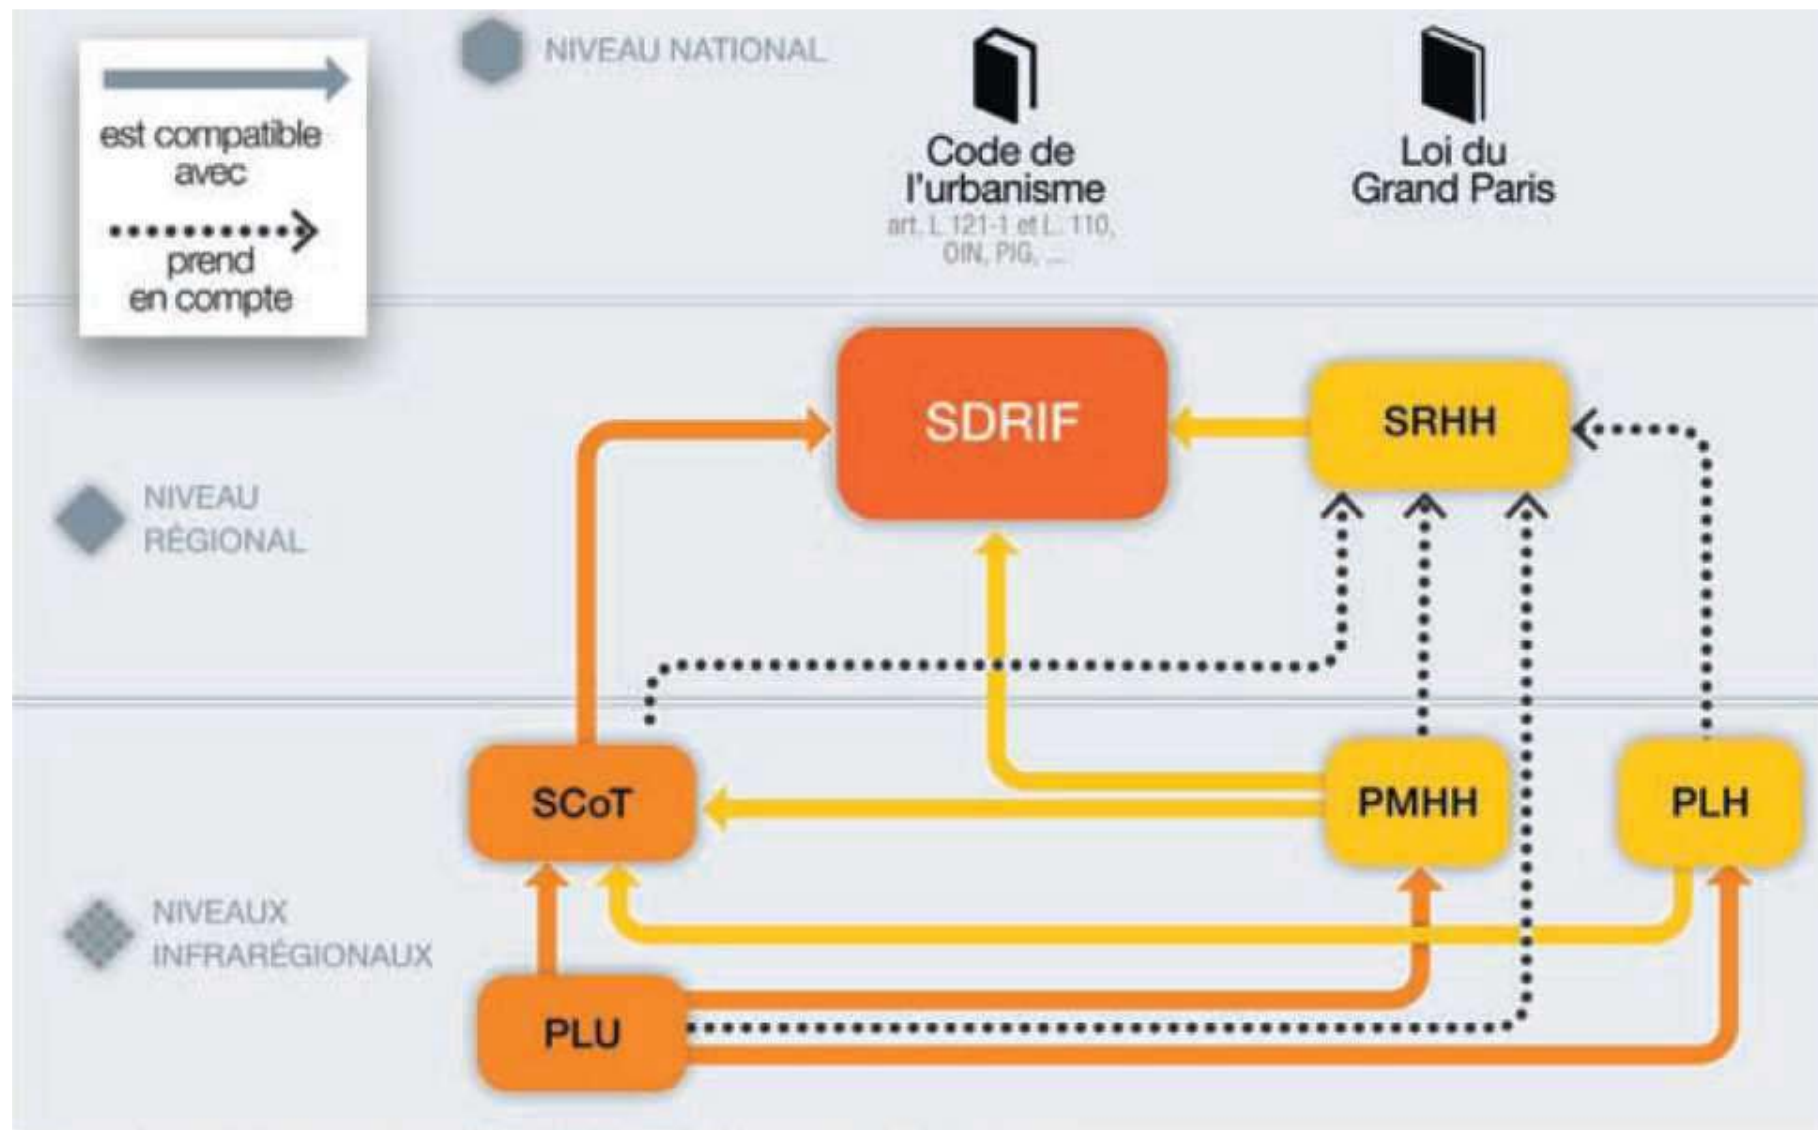 est compatible
avec
prend
en compte
NIVEAU NATIONAL
Code de
l'urbanisme
art. L 121-1 et L. 110,
OIN, PIG, ...
Loi du
Grand Paris
NIVEAU
RÉGIONAL
SDRIF
SRHH
NIVEAUX
INFRARÉGIONAUX
SCoT
PMHH
PLH
PLU